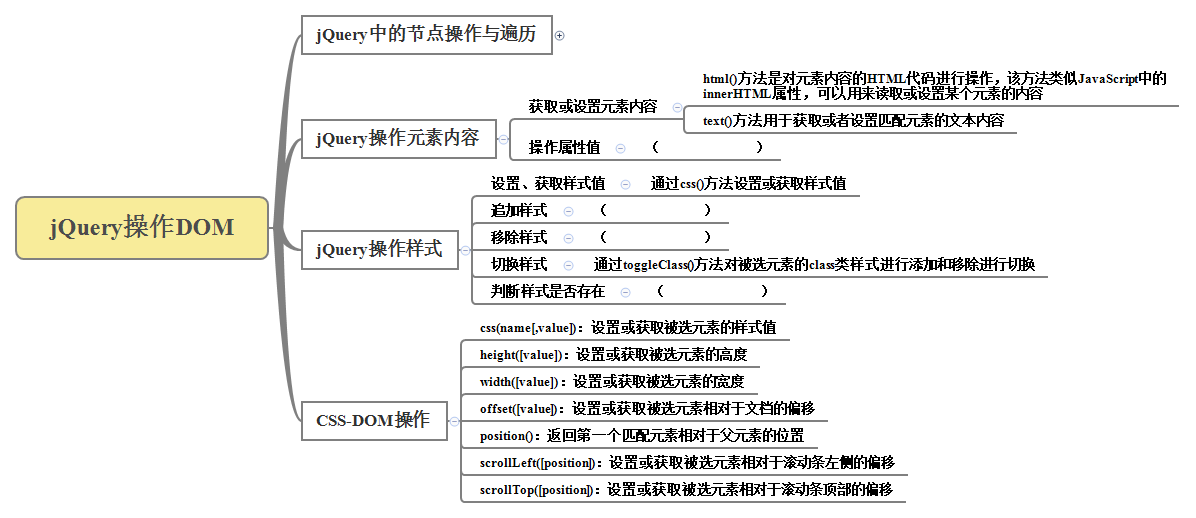 jQuery中的节点操作与遍历
html()方法是对元素内容的HTML代码进行操作，该方法类似JavaScript中的
innerHTML属性，可以用来读取或设置某个元素的内容
获取或设置元素内容
text()方法用于获取或者设置匹配元素的文本内容
jQuery操作元素内容
操作属性值 （ ）
设置、获取样式值 通过css()方法设置或获取样式值
追加样式 （ ）
jQuery操作DOM
移除样式 （ ）
jQuery操作样式
切换样式 通过toggleClass()方法对被选元素的class类样式进行添加和移除进行切换
判断样式是否存在 （ ）
css(name[,value])：设置或获取被选元素的样式值
height([value])：设置或获取被选元素的高度
width([value])：设置或获取被选元素的宽度
offset([value])：设置或获取被选元素相对于文档的偏移
CSS-DOM操作
position()：返回第一个匹配元素相对于父元素的位置
scrollLeft([position])：设置或获取被选元素相对于滚动条左侧的偏移
scrollTop([position])：设置或获取被选元素相对于滚动条顶部的偏移